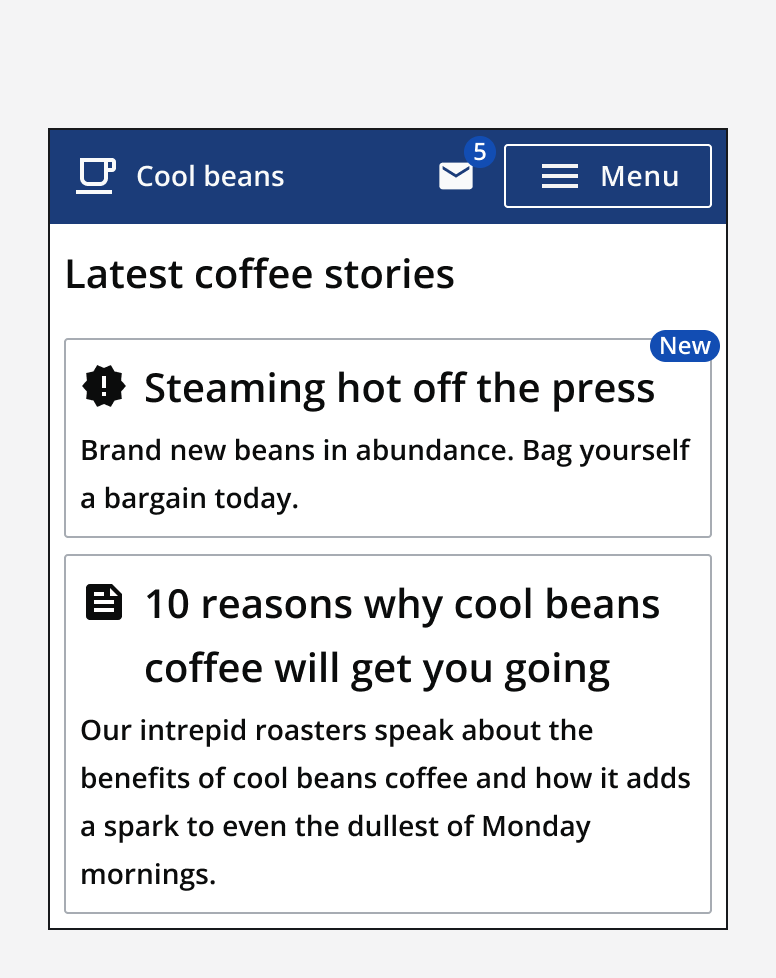 Cool beans
5
Menu
Latest coffee stories
New
Steaming hot off the press
Brand new beans in abundance. Bag yourself
a bargain today.
10 reasons why cool beans
coffee will get you going
Our intrepid roasters speak about the
benefits of cool beans coffee and how it adds
a spark to even the dullest of Monday
mornings.